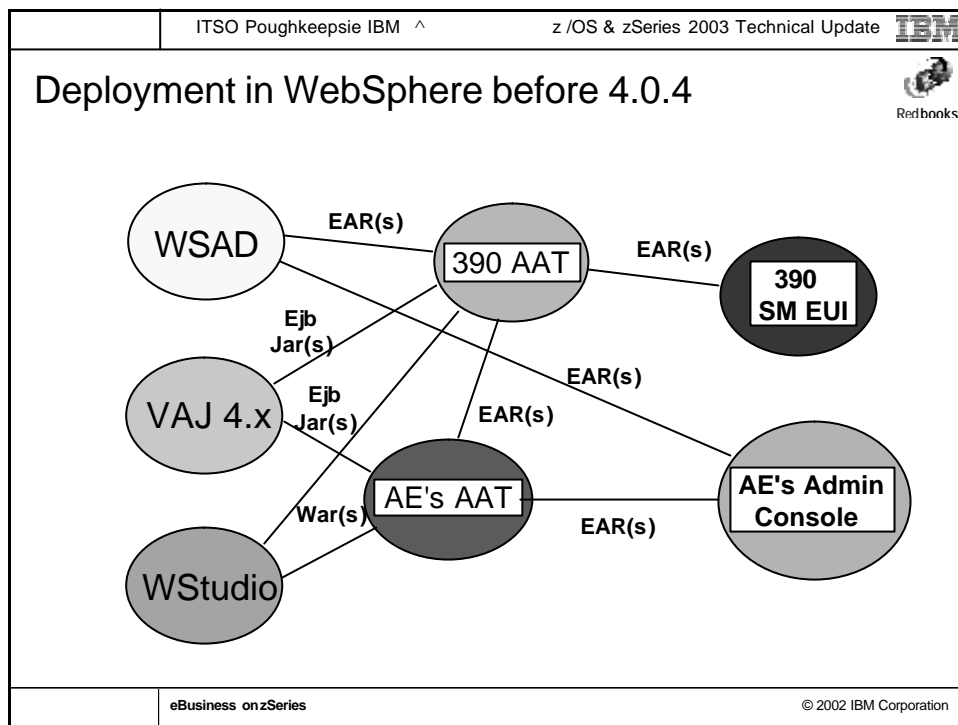 ITSO Poughkeepsie IBM ^
z /OS & zSeries 2003 Technical Update
IBM
Deployment in WebSphere before 4.0.4
Redbooks
WSAD
EAR(s)
390 AAT
EAR(s)
390
SM EUI
Ejb
Jar(s)
VAJ 4.x
Ejb
Jar(s)
EAR(s)
EAR(s)
AE's AAT
AE's Admin
Console
War(s)
EAR(s)
WStudio
eBusiness on zSeries
© 2002 IBM Corporation